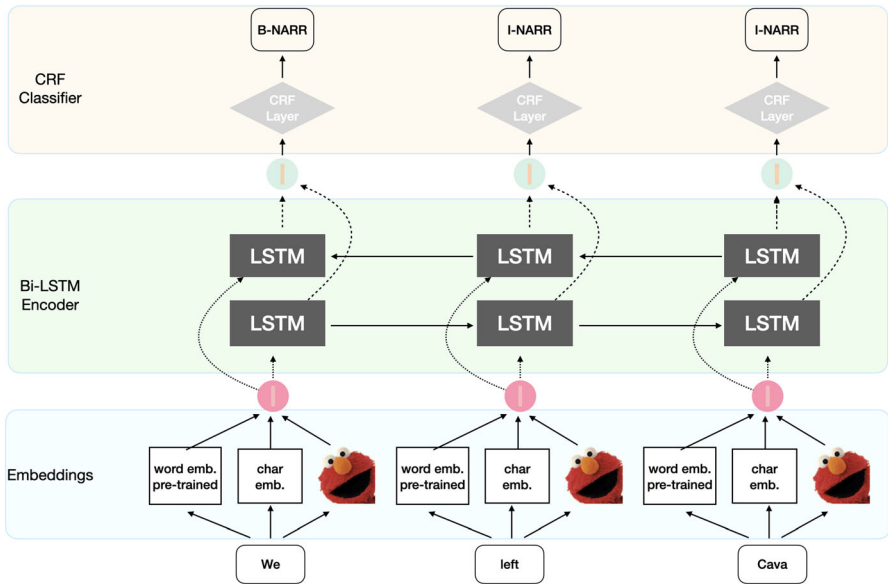 B-NARR I-NARR I-NARR
CRF
Classifier
CRF
Layer
CRF
Layer
CRF
Layer
LSTM LSTM LSTM
Bi-LSTM
Encoder
LSTM LSTM LSTM
Embeddings
word emb.
pre-trained
char
emb.
word emb.
pre-trained
char
emb.
word emb.
pre-trained
char
emb.
We left Cava